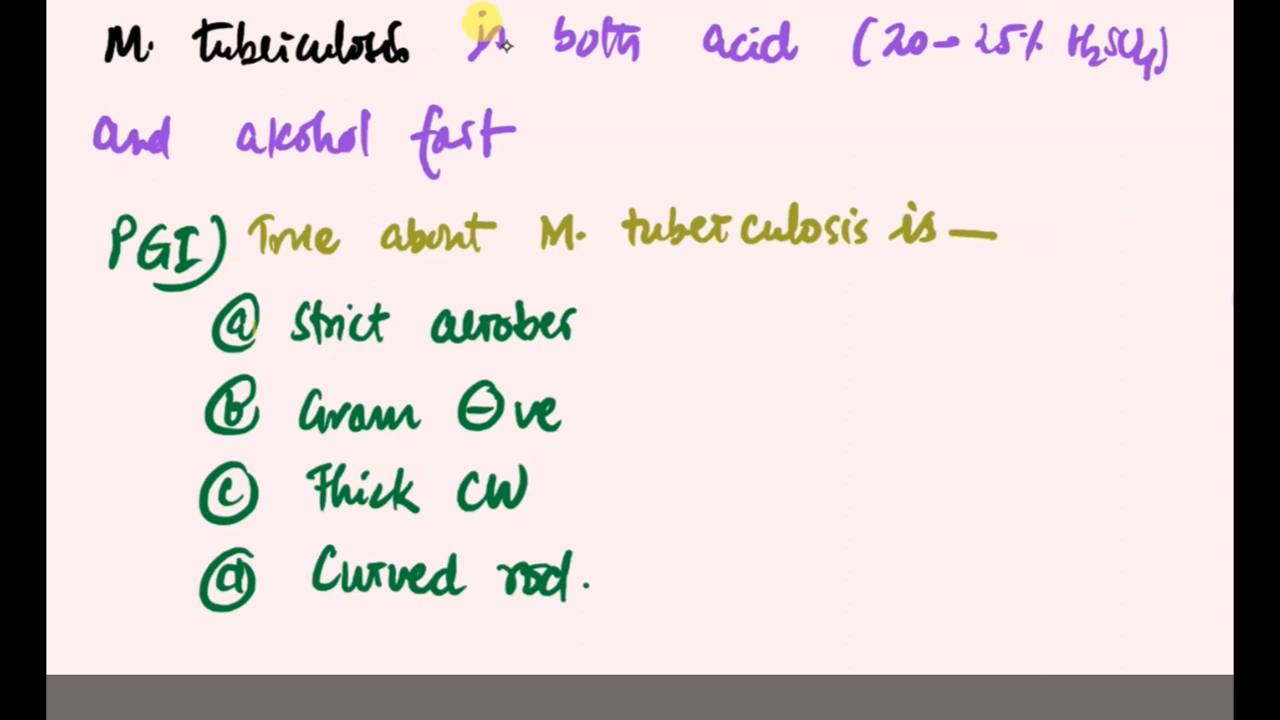 M. tuberculosis is both acid (20-25% H₂SO₄)
and alcohol fast
PGI) True about M. tuberculosis is —
ⓐ Strict aerobes
ⓑ Gram ⊖ve
ⓒ Thick CW
ⓓ Curved rod.